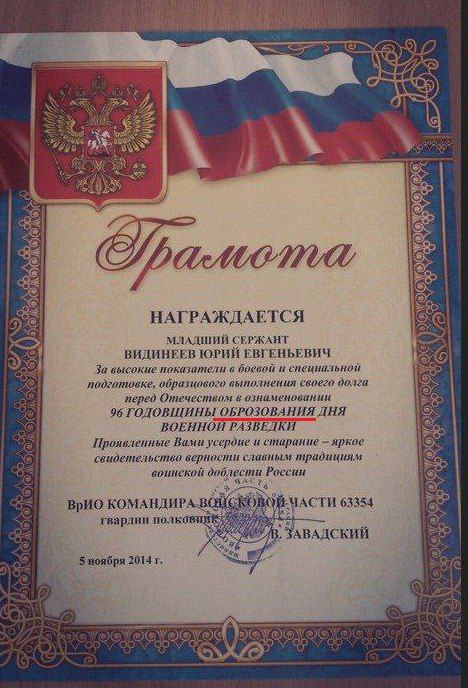 Грамота
НАГРАЖДАЕТСЯ
МЛАДШИЙ СЕРЖАНТ
ВИДИНЕЕВ ЮРИЙ ЕВГЕНЬЕВИЧ
За высокие показатели в боевой и специальной
подготовке, образцового выполнения своего долга
перед Отечеством в ознаменовании
96 ГОДОВЩИНЫ ОБРОЗОВАНИЯ ДНЯ
ВОЕННОЙ РАЗВЕДКИ
Проявленные Вами усердие и старание – яркое
свидетельство верности славным традициям
воинской доблести России
ВрИО КОМАНДИРА ВОЙСКОВОЙ ЧАСТИ 63354
гвардии полковник
В. ЗАВАДСКИЙ
5 ноября 2014 г.